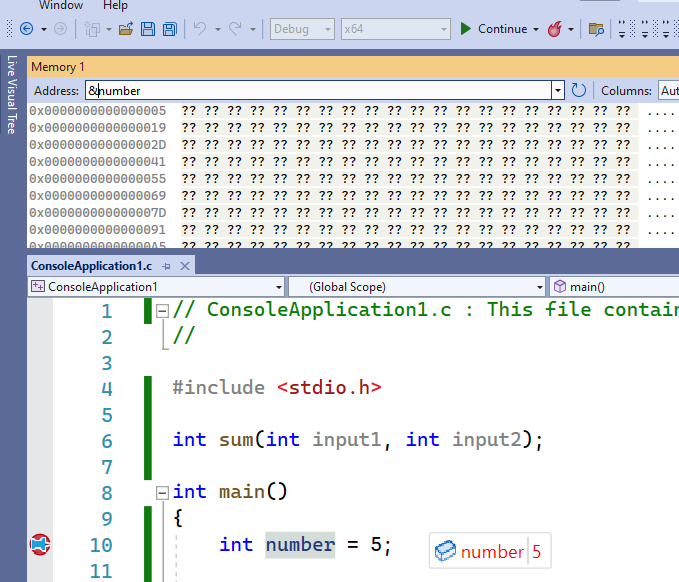 Window Help
Debug x64 Continue
Live Visual Tree
Memory 1
Address: &number Columns: Aut
0x0000000000000005 ?? ?? ?? ?? ?? ?? ?? ?? ?? ?? ?? ?? ?? ?? ?? ?? ?? ?? ?? ?? ....
0x0000000000000019 ?? ?? ?? ?? ?? ?? ?? ?? ?? ?? ?? ?? ?? ?? ?? ?? ?? ?? ?? ?? ....
0x000000000000002D ?? ?? ?? ?? ?? ?? ?? ?? ?? ?? ?? ?? ?? ?? ?? ?? ?? ?? ?? ?? ....
0x0000000000000041 ?? ?? ?? ?? ?? ?? ?? ?? ?? ?? ?? ?? ?? ?? ?? ?? ?? ?? ?? ?? ....
0x0000000000000055 ?? ?? ?? ?? ?? ?? ?? ?? ?? ?? ?? ?? ?? ?? ?? ?? ?? ?? ?? ?? ....
0x0000000000000069 ?? ?? ?? ?? ?? ?? ?? ?? ?? ?? ?? ?? ?? ?? ?? ?? ?? ?? ?? ?? ....
0x000000000000007D ?? ?? ?? ?? ?? ?? ?? ?? ?? ?? ?? ?? ?? ?? ?? ?? ?? ?? ?? ?? ....
0x0000000000000091 ?? ?? ?? ?? ?? ?? ?? ?? ?? ?? ?? ?? ?? ?? ?? ?? ?? ?? ?? ?? ....
0x00000000000000A5 ?? ?? ?? ?? ?? ?? ?? ?? ?? ?? ?? ?? ?? ?? ?? ?? ?? ?? ?? ??
ConsoleApplication1.c
ConsoleApplication1 (Global Scope) main()
1 // ConsoleApplication1.c : This file contain
2 //
3
4 #include <stdio.h>
5
6 int sum(int input1, int input2);
7
8 int main()
9 {
10 int number = 5; number 5
11